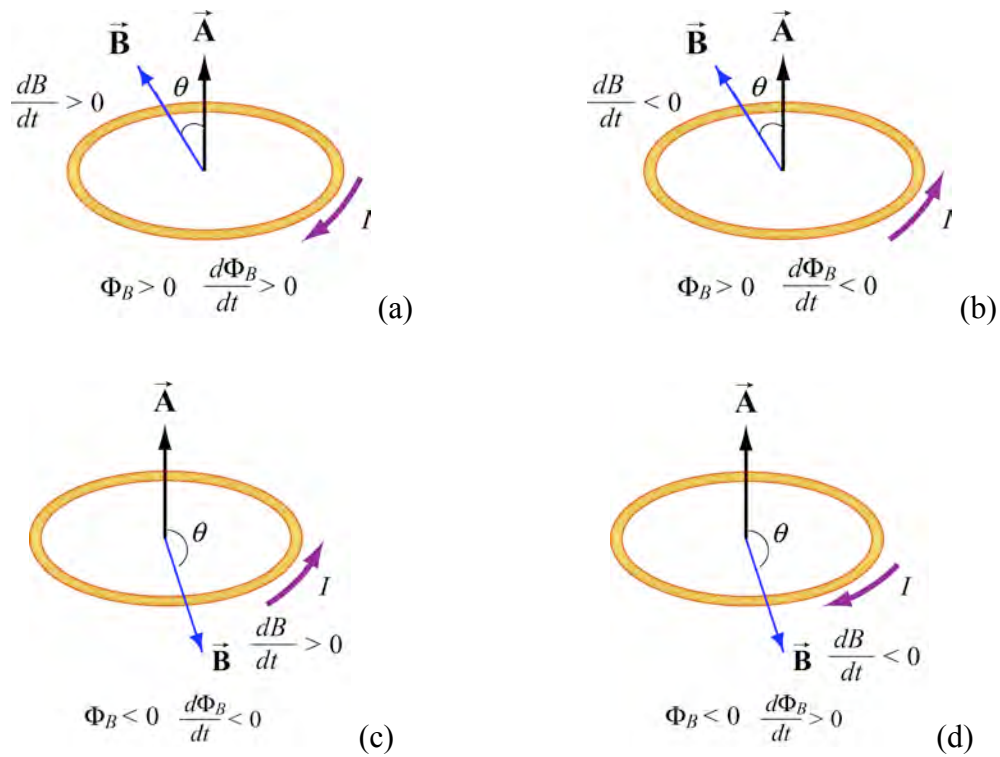 B⃗ A⃗
θ
dB/dt > 0
I
Φ_B > 0 dΦ_B/dt > 0
(a)
B⃗ A⃗
θ
dB/dt < 0
I
Φ_B > 0 dΦ_B/dt < 0
(b)
A⃗
θ
I
B⃗ dB/dt > 0
Φ_B < 0 dΦ_B/dt < 0
(c)
A⃗
θ
I
B⃗ dB/dt < 0
Φ_B < 0 dΦ_B/dt > 0
(d)